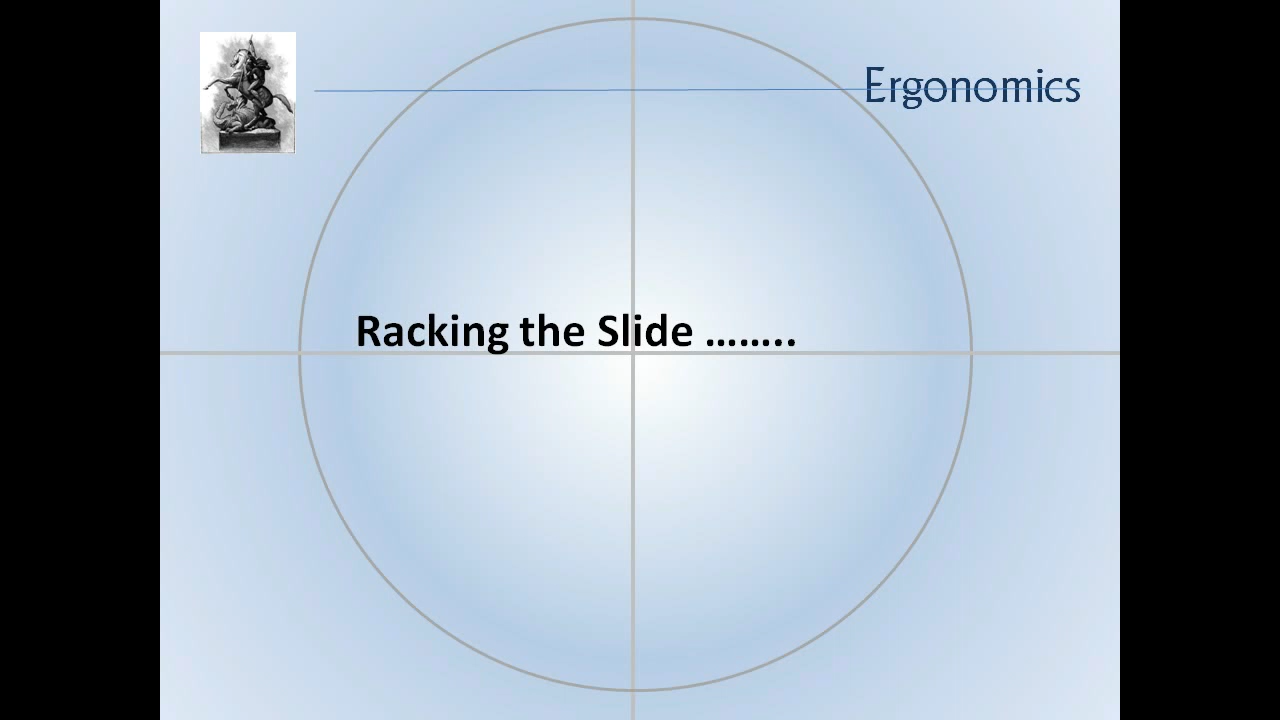 Ergonomics
Racking the Slide ........